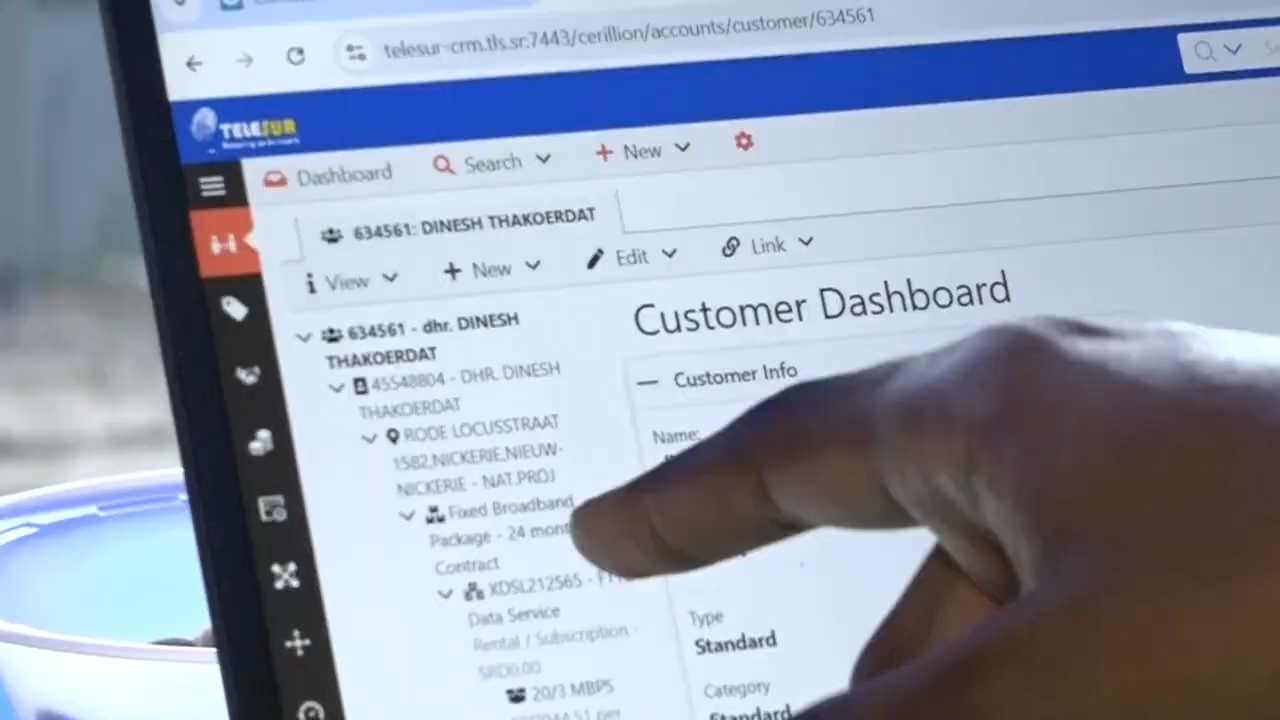 telesur-crm.tls.sr:7443/cerillion/accounts/customer/634561
TELESUR
Dashboard
Search
New
634561: DINESH THAKOERDAT
View
New
Edit
Link
634561 - dhr. DINESH
THAKOERDAT
45548804 - DHR. DINESH
THAKOERDAT
RODE LOCUSSTRAAT
1582,NICKERIE,NIEUW-
NICKERIE - NAT.PROJ
Fixed Broadband
Package - 24
Contract
XDSL212565 -
Data Service
Rental / Subscription -
SRD0.00
20/3 MBPS
per
Customer Dashboard
Customer Info
Name:
Type
Standard
Category
Standard